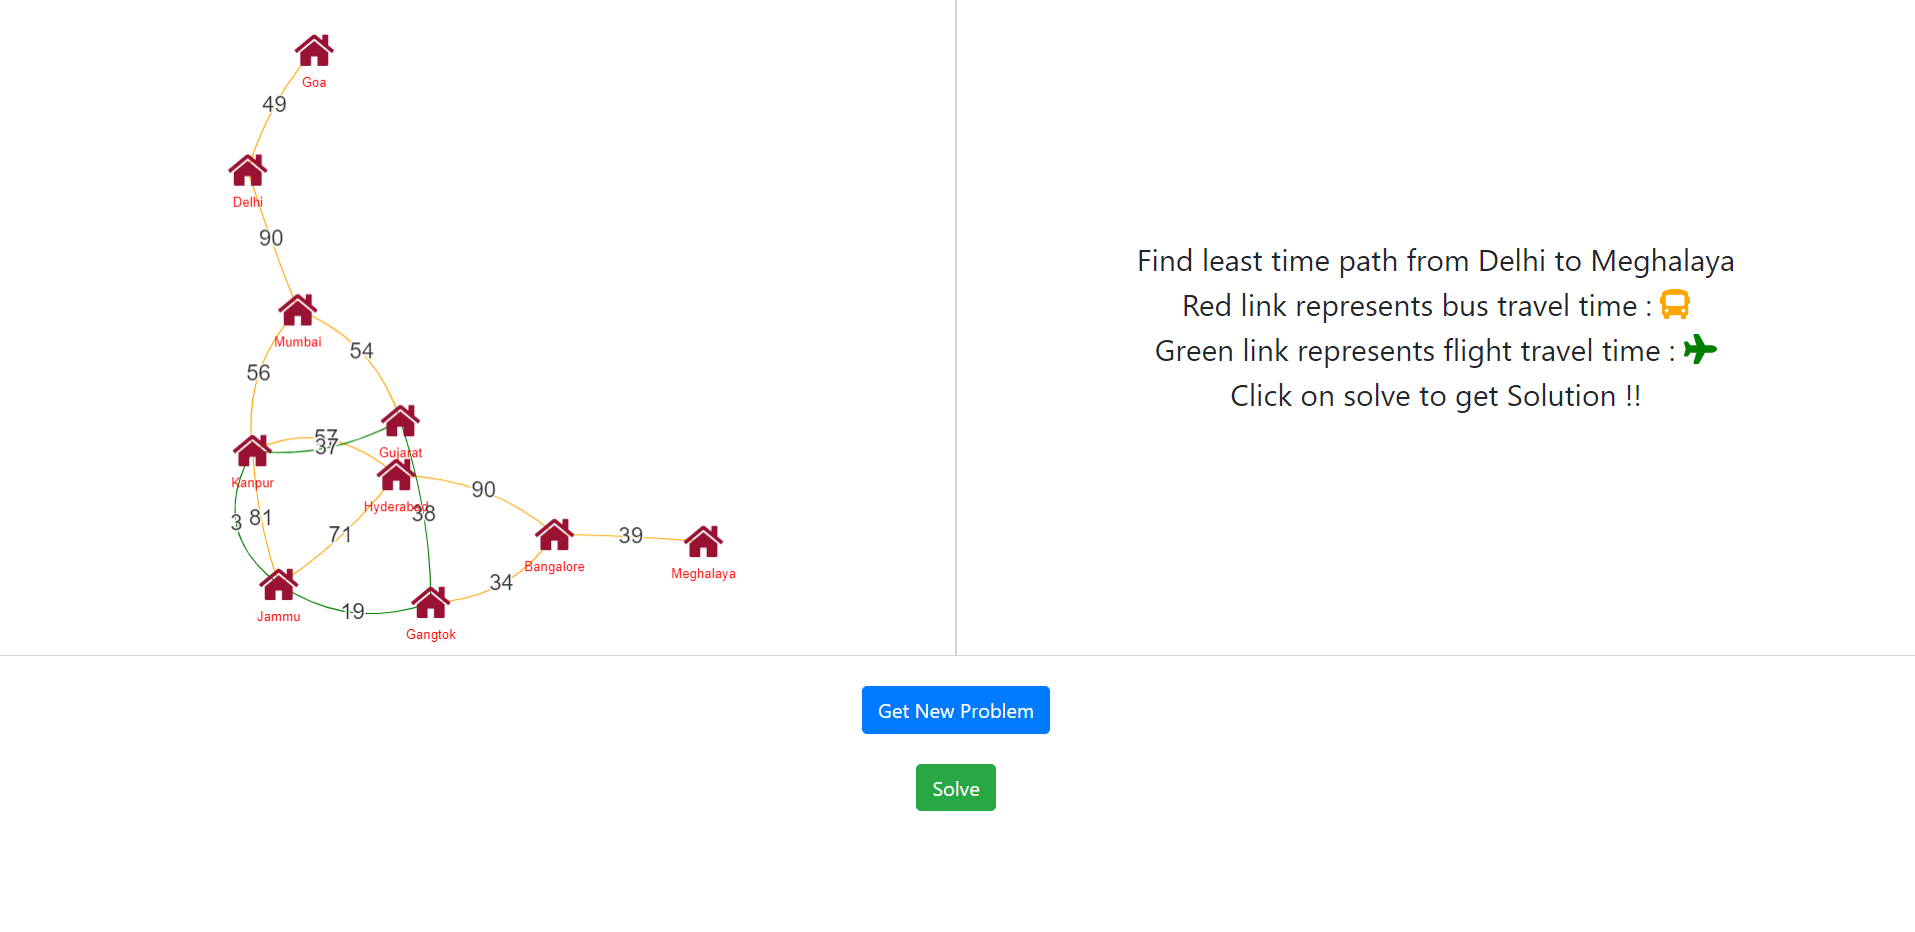 Goa
49
Delhi
90
Mumbai
54
56
57
37
Gujarat
Kanpur
Hyderabad
90
38
3
81
71
39
Bangalore
Meghalaya
34
19
Jammu
Gangtok
Find least time path from Delhi to Meghalaya
Red link represents bus travel time :
Green link represents flight travel time :
Click on solve to get Solution !!
Get New Problem
Solve